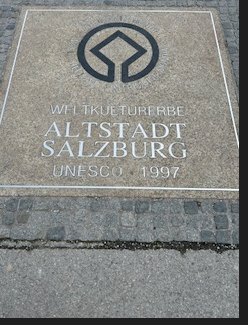 WELTKULTURERBE
ALTSTADT
SALZBURG
UNESCO · 1997